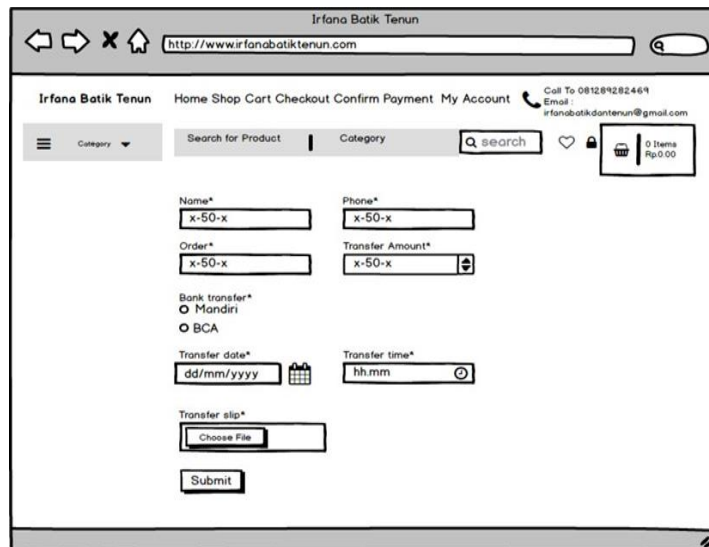 Irfana Batik Tenun
http://www.irfanabatiktenun.com
Irfana Batik Tenun Home Shop Cart Checkout Confirm Payment My Account
Call To 081289282469
Email :
irfanabatikdantenun@gmail.com
Category
Search for Product Category search
0 Items
Rp.0.00
Name* Phone*
x-50-x x-50-x
Order* Transfer Amount*
x-50-x x-50-x
Bank transfer*
Mandiri
BCA
Transfer date* Transfer time*
dd/mm/yyyy hh.mm
Transfer slip*
Choose File
Submit